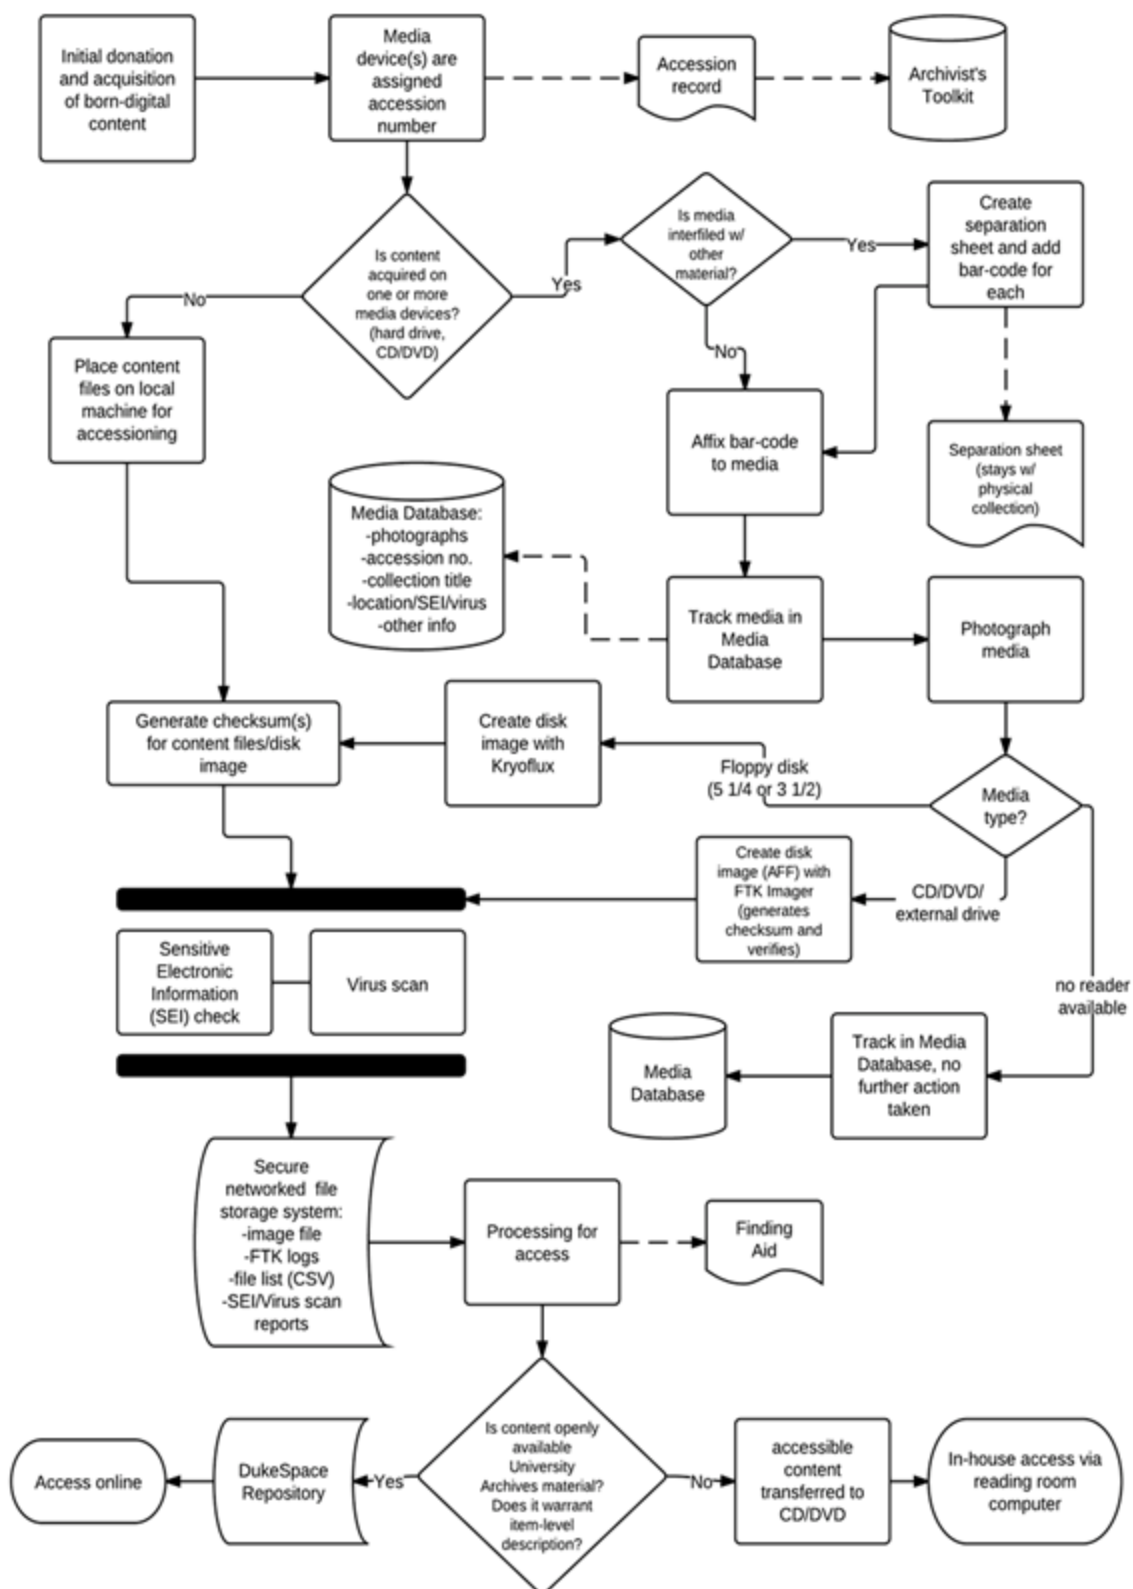 Initial donation
and acquisition
of born-digital
content
Media
device(s) are
assigned
accession
number
Accession
record
Archivist's
Toolkit
Is content
acquired on
one or more
media devices?
(hard drive,
CD/DVD)
No
Yes
Is media
interfiled w/
other
material?
Yes
No
Create
separation
sheet and add
bar-code for
each
Place content
files on local
machine for
accessioning
Affix bar-code
to media
Separation sheet
(stays w/
physical
collection)
Media Database:
-photographs
-accession no.
-collection title
-location/SEI/virus
-other info
Track media in
Media
Database
Photograph
media
Generate checksum(s)
for content files/disk
image
Create disk
image with
Kryoflux
Floppy disk
(5 1/4 or 3 1/2)
Media
type?
Create disk
image (AFF) with
FTK Imager
(generates
checksum and
verifies)
CD/DVD/
external drive
no reader
available
Sensitive
Electronic
Information
(SEI) check
Virus scan
Media
Database
Track in Media
Database, no
further action
taken
Secure
networked file
storage system:
-image file
-FTK logs
-file list (CSV)
-SEI/Virus scan
reports
Processing for
access
Finding
Aid
Is content openly
available
University
Archives material?
Does it warrant
item-level
description?
Yes
No
DukeSpace
Repository
Access online
accessible
content
transferred to
CD/DVD
In-house access via
reading room
computer